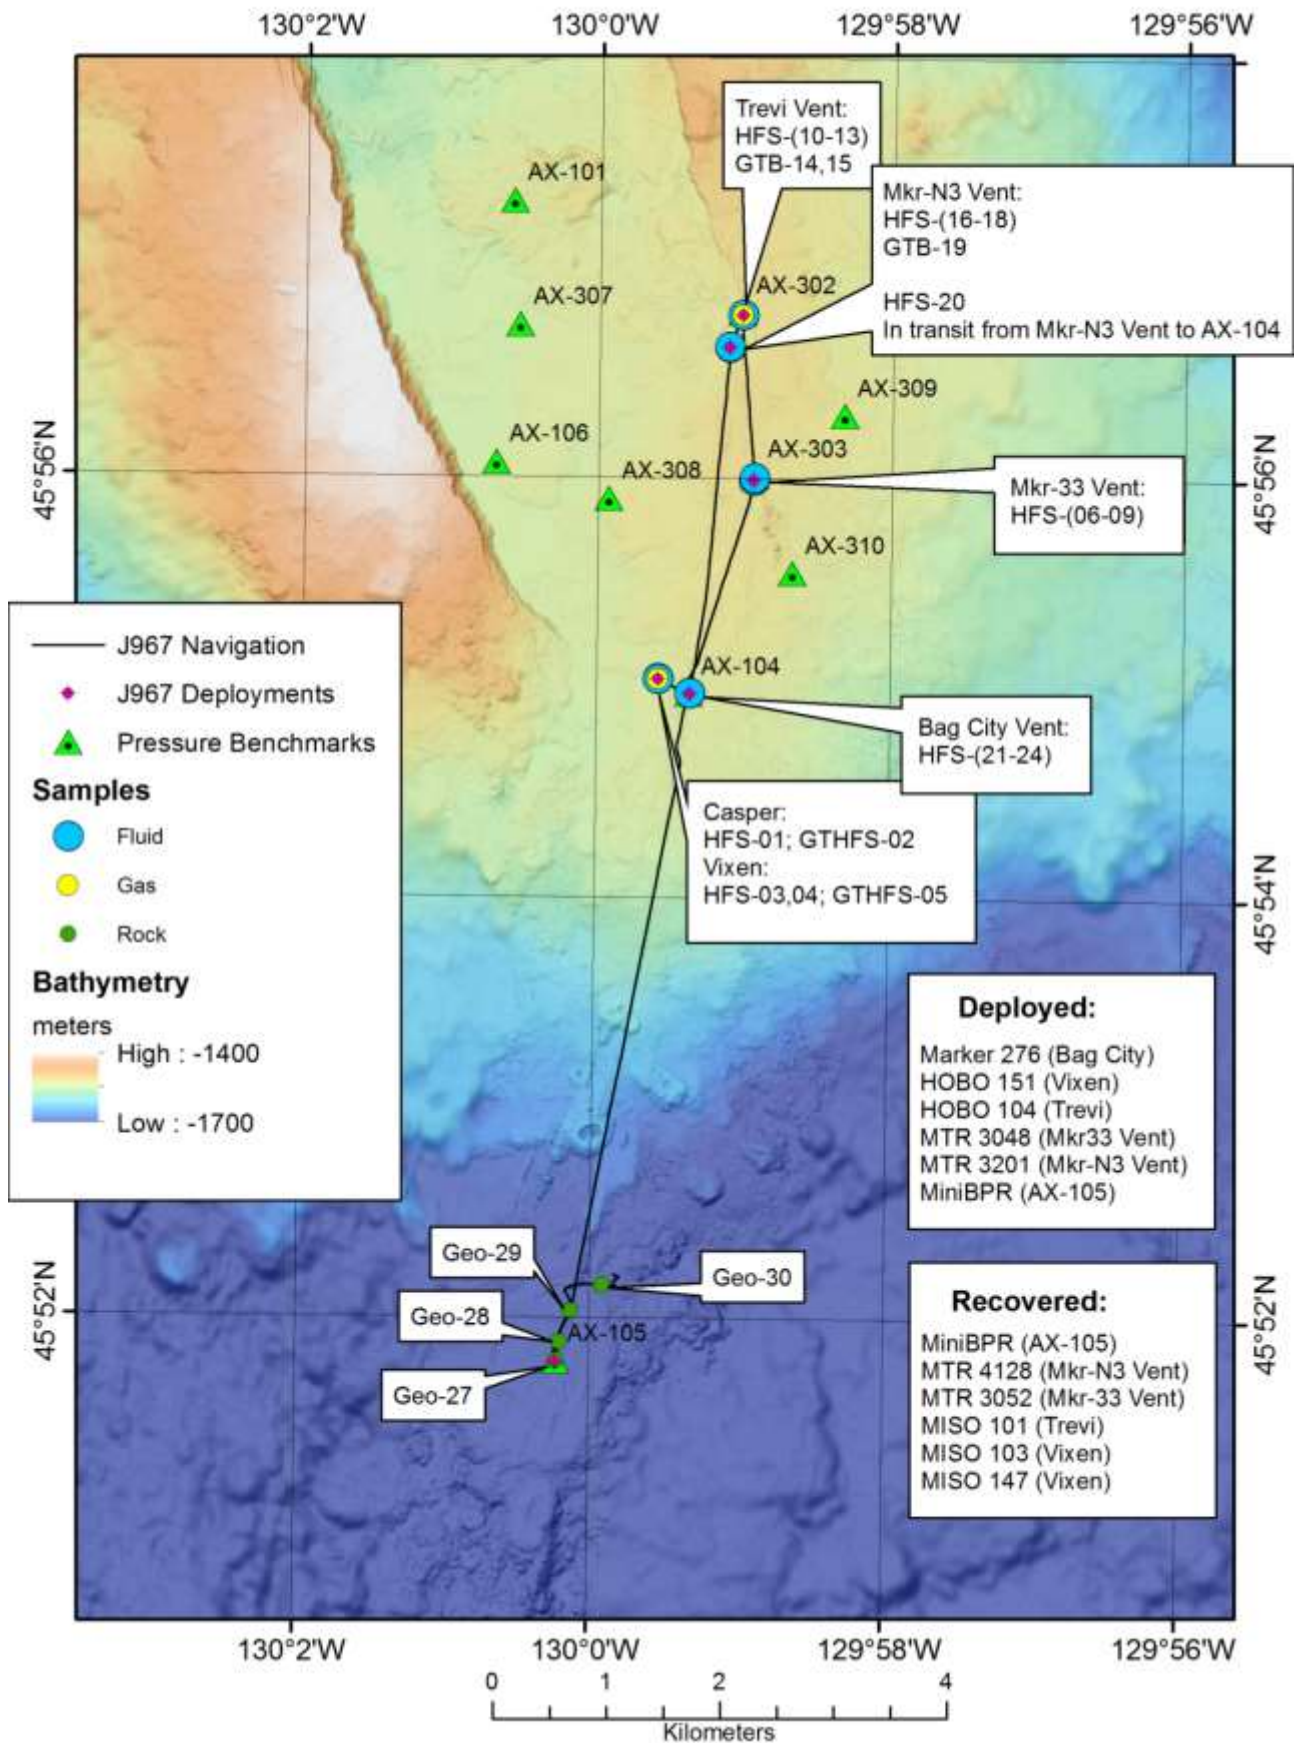 130°2'W
130°0'W
129°58'W
129°56'W
Trevi Vent:
HFS-(10-13)
GTB-14,15
Mkr-N3 Vent:
HFS-(16-18)
GTB-19
HFS-20
In transit from Mkr-N3 Vent to AX-104
AX-101
AX-302
AX-307
AX-309
AX-106
AX-303
AX-308
45°56'N
45°56'N
Mkr-33 Vent:
HFS-(06-09)
AX-310
J967 Navigation
J967 Deployments
Pressure Benchmarks
Samples
Fluid
Gas
Rock
Bathymetry
meters
High : -1400
Low : -1700
AX-104
Bag City Vent:
HFS-(21-24)
Casper:
HFS-01; GTHFS-02
Vixen:
HFS-03,04; GTHFS-05
45°54'N
Deployed:
Marker 276 (Bag City)
HOBO 151 (Vixen)
HOBO 104 (Trevi)
MTR 3048 (Mkr33 Vent)
MTR 3201 (Mkr-N3 Vent)
MiniBPR (AX-105)
Geo-29
Geo-30
Geo-28
AX-105
Geo-27
45°52'N
45°52'N
Recovered:
MiniBPR (AX-105)
MTR 4128 (Mkr-N3 Vent)
MTR 3052 (Mkr-33 Vent)
MISO 101 (Trevi)
MISO 103 (Vixen)
MISO 147 (Vixen)
130°2'W
130°0'W
129°58'W
129°56'W
0
1
2
4
Kilometers